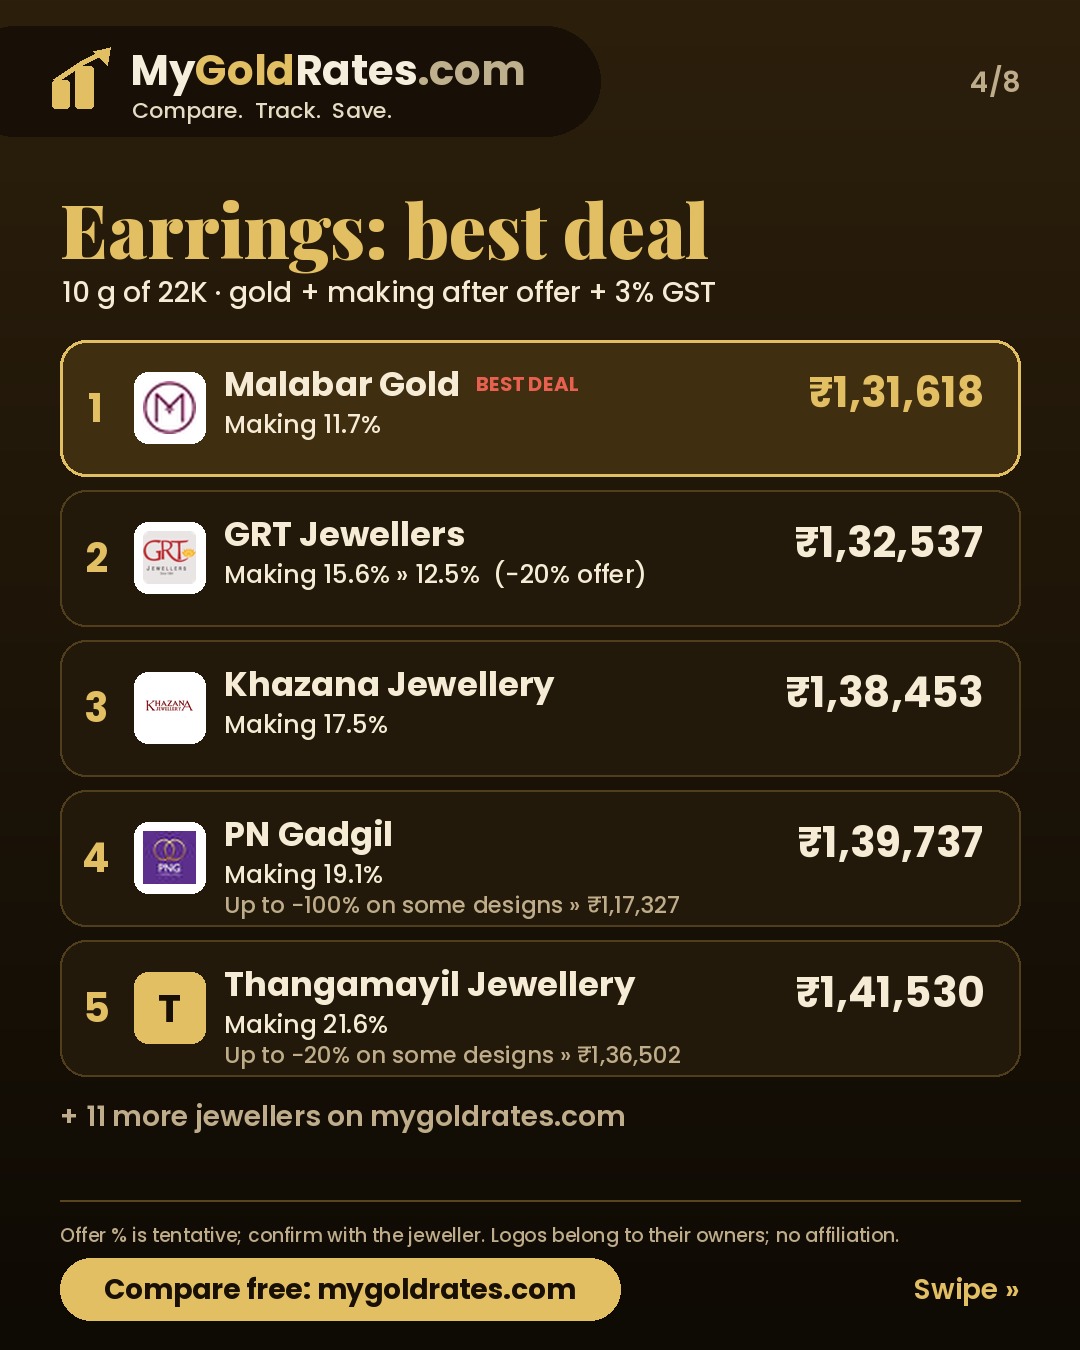 MyGoldRates.com
Compare. Track. Save.
4/8
Earrings: best deal
10 g of 22K · gold + making after offer + 3% GST
1
Malabar Gold BEST DEAL
₹1,31,618
Making 11.7%
2
GRT
JEWELLERS
GRT Jewellers
₹1,32,537
Making 15.6% » 12.5% (−20% offer)
3
KHAZANA
JEWELLERY
Khazana Jewellery
₹1,38,453
Making 17.5%
4
PNG
PN Gadgil
₹1,39,737
Making 19.1%
Up to −100% on some designs » ₹1,17,327
5
T
Thangamayil Jewellery
₹1,41,530
Making 21.6%
Up to −20% on some designs » ₹1,36,502
+ 11 more jewellers on mygoldrates.com
Offer % is tentative; confirm with the jeweller. Logos belong to their owners; no affiliation.
Compare free: mygoldrates.com
Swipe »